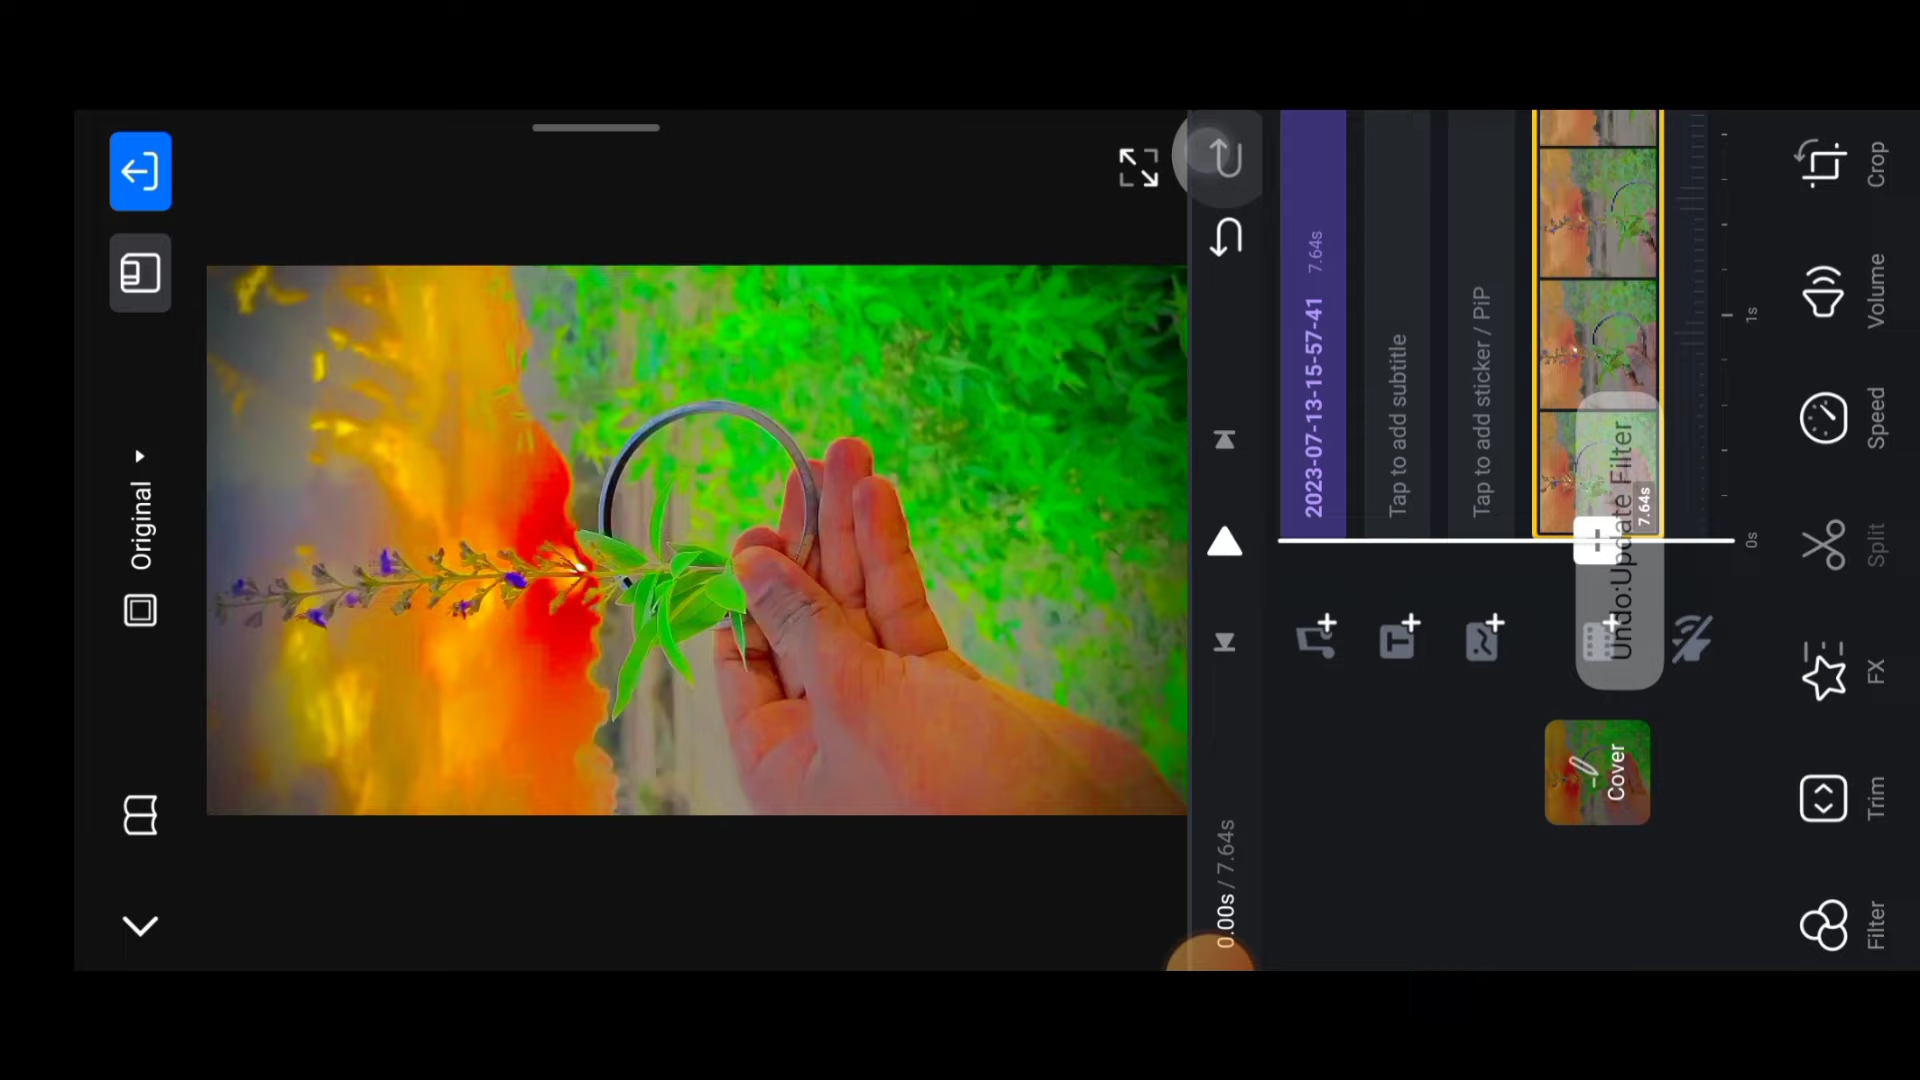 Original
0.00s / 7.64s
2023-07-13-15-57-41 7.64s
Tap to add subtitle
Tap to add sticker / PiP
7.64s
Undo:Update Filter
Cover
0s
1s
Filter
Trim
FX
Split
Speed
Volume
Crop